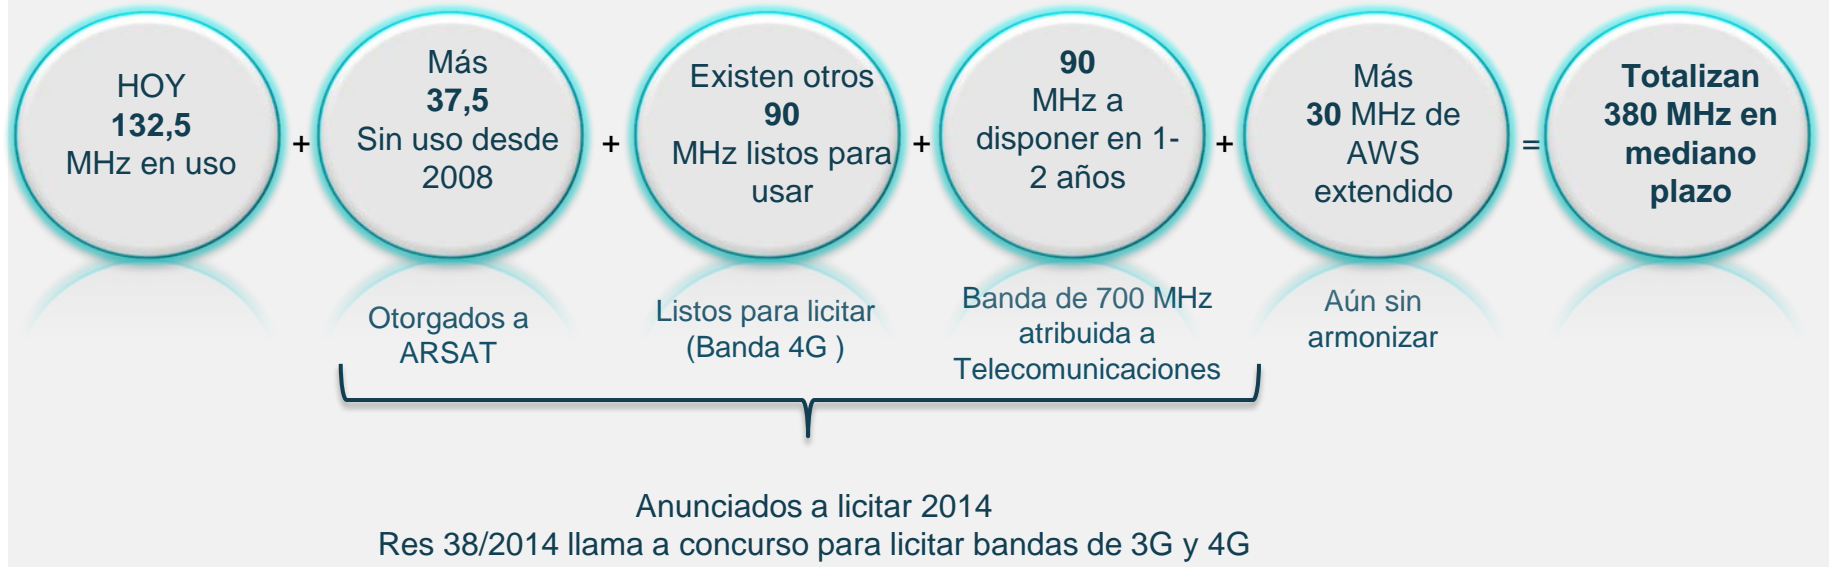 HOY
132,5
MHz en uso
+
Más
37,5
Sin uso desde
2008
+
Existen otros
90
MHz listos para
usar
+
90
MHz a
disponer en 1-
2 años
+
Más
30 MHz de
AWS
extendido
=
Totalizan
380 MHz en
mediano
plazo
Otorgados a
ARSAT
Listos para licitar
(Banda 4G )
Banda de 700 MHz
atribuida a
Telecomunicaciones
Aún sin
armonizar
Anunciados a licitar 2014
Res 38/2014 llama a concurso para licitar bandas de 3G y 4G